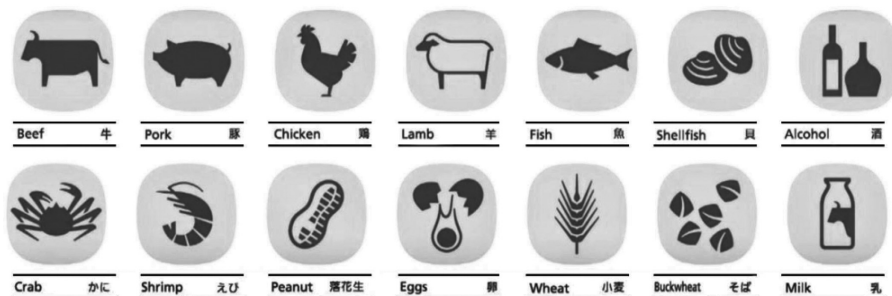 Beef 牛
Pork 豚
Chicken 鶏
Lamb 羊
Fish 魚
Shellfish 貝
Alcohol 酒
Crab かに
Shrimp えび
Peanut 落花生
Eggs 卵
Wheat 小麦
Buckwheat そば
Milk 乳